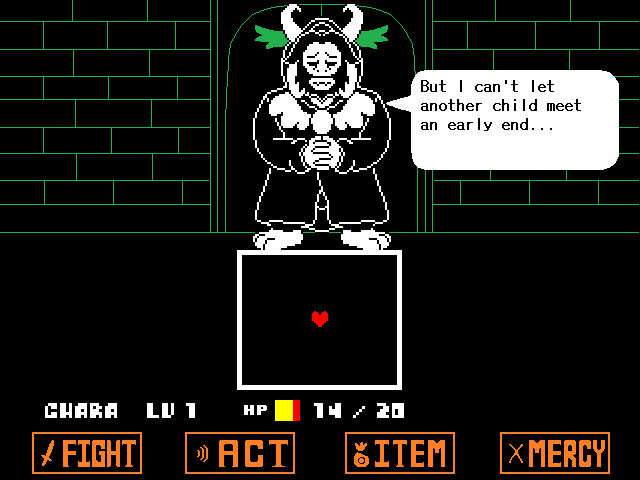 But I can't let
another child meet
an early end...
CHARA LV 1 HP 14 / 20
FIGHT ACT ITEM MERCY